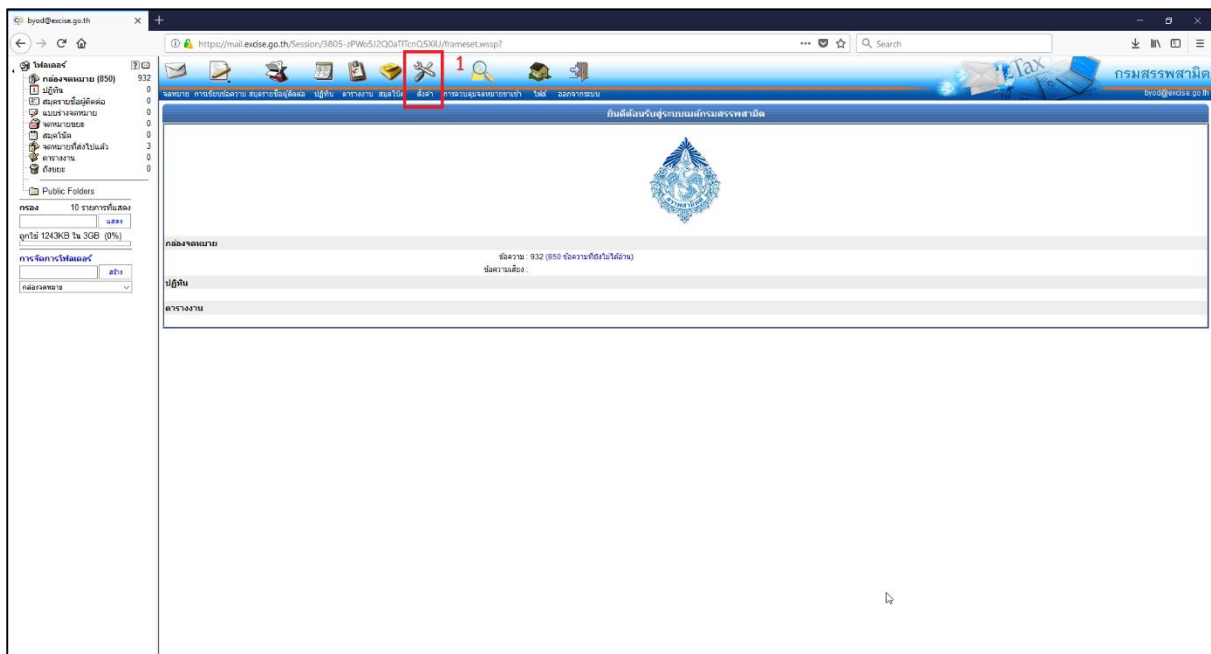 byod@excise.go.th
https://mail.excise.go.th/Session/3805-zPWo5J2Q0aTlTcnQ5XiU/frameset.wssp?
Search
โฟลเดอร์
กล่องจดหมาย (850) 932
ปฏิทิน 0
สมุดรายชื่อผู้ติดต่อ 0
แบบร่างจดหมาย 0
จดหมายขยะ 0
สมุดโน๊ต 0
จดหมายที่ส่งไปแล้ว 3
ตารางงาน 0
ถังขยะ 0
Public Folders
กรอง 10 รายการที่แสดง
แสดง
ถูกใช้ 1243KB ใน 3GB (0%)
การจัดการโฟลเดอร์
สร้าง
กล่องจดหมาย
1
จดหมาย การเขียนข้อความ สมุดรายชื่อผู้ติดต่อ ปฏิทิน ตารางงาน สมุดโน๊ต ตั้งค่า การควบคุมจดหมายขาเข้า ไฟล์ ออกจากระบบ
Tax
กรมสรรพสามิต
byod@excise.go.th
ยินดีต้อนรับสู่ระบบเมล์กรมสรรพสามิต
สรรพสามิต
กล่องจดหมาย
ข้อความ : 932 (850 ข้อความที่ยังไม่ได้อ่าน)
ข้อความเสียง :
ปฏิทิน
ตารางงาน